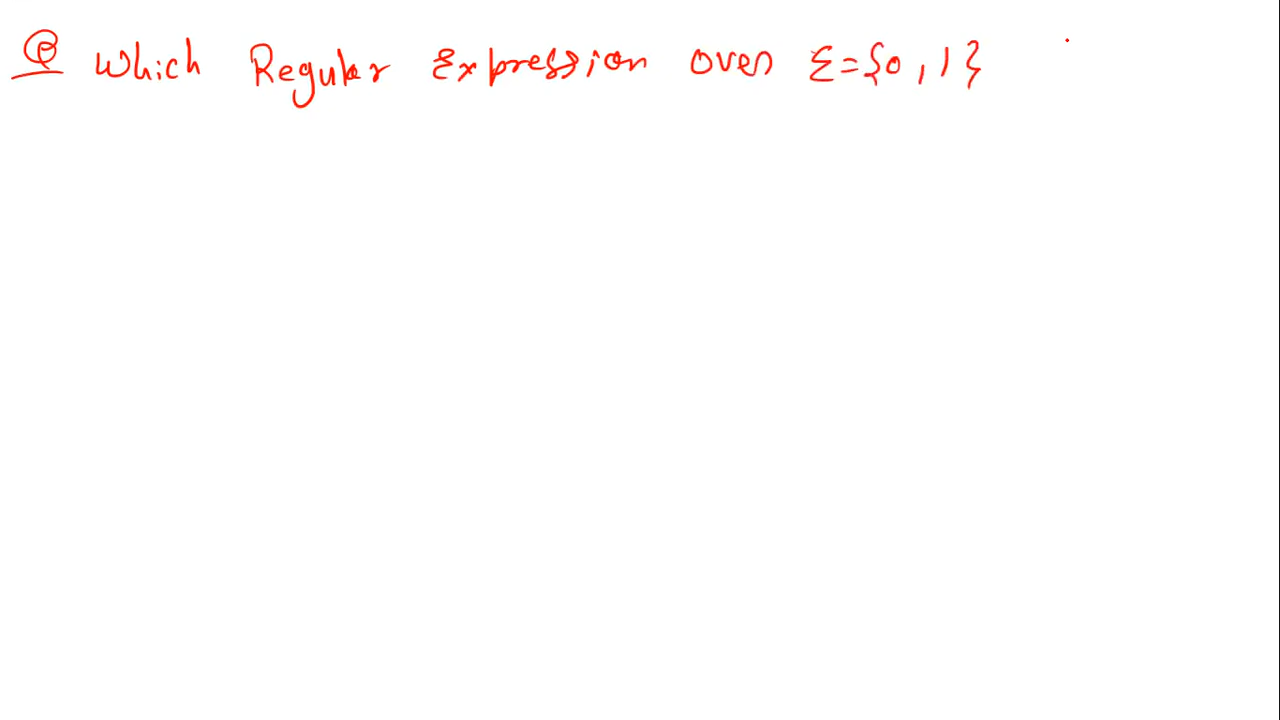 Q Which Regular Expression over Σ={0,1}